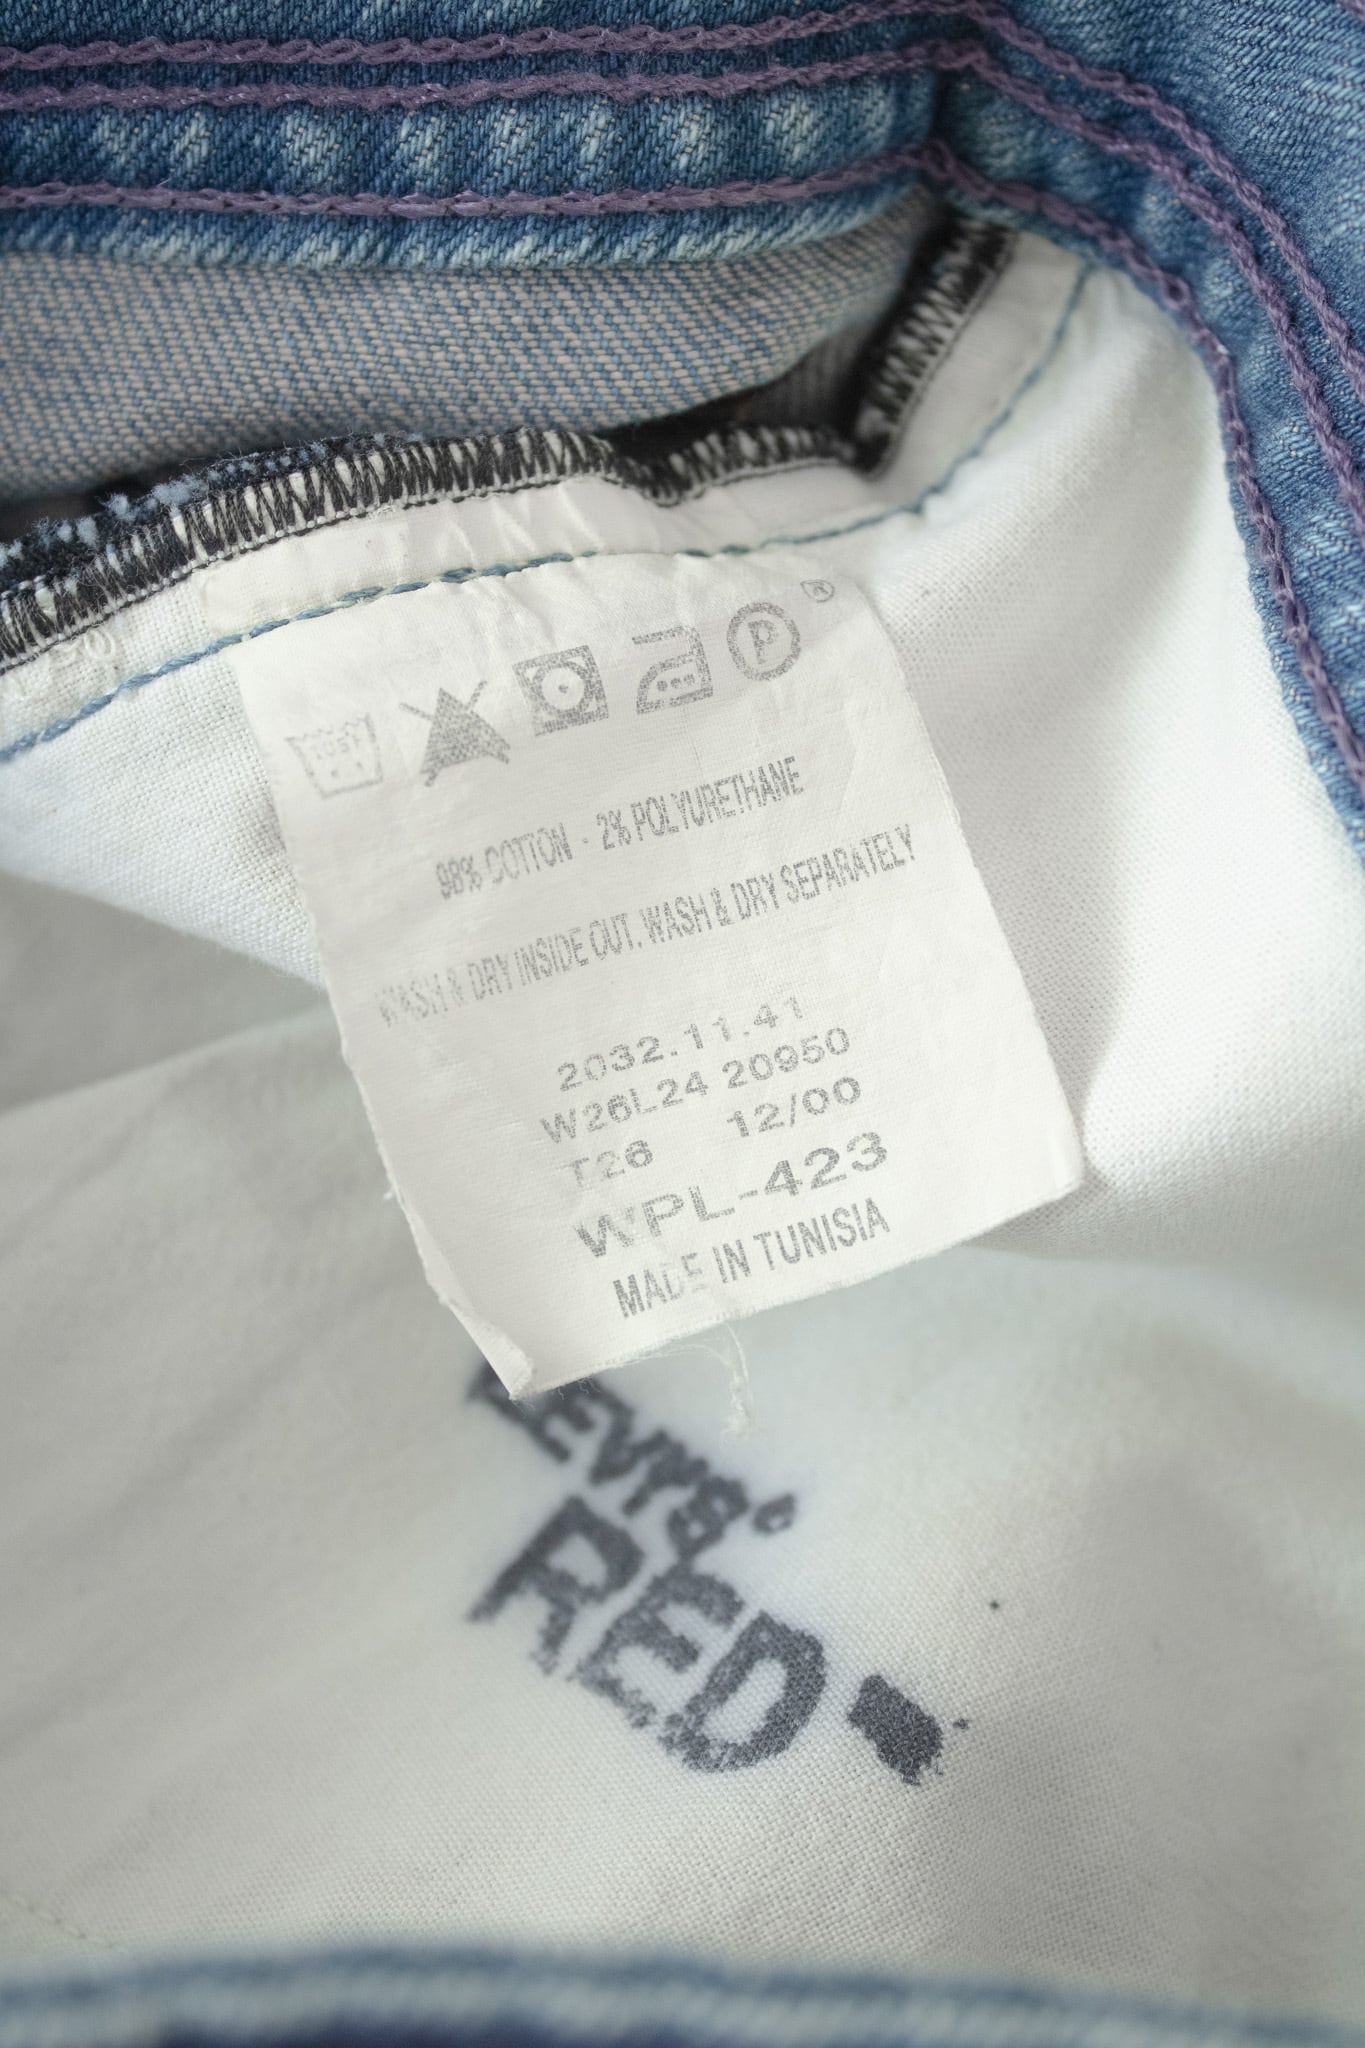 P
98% COTTON - 2% POLYURETHANE
WASH & DRY INSIDE OUT. WASH & DRY SEPARATELY
2032.11.41
W26L24 20950
T26 12/00
WPL-423
MADE IN TUNISIA
LEVI'S
RED